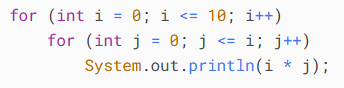 for (int i = 0; i <= 10; i++)
    for (int j = 0; j <= i; j++)
        System.out.println(i * j);